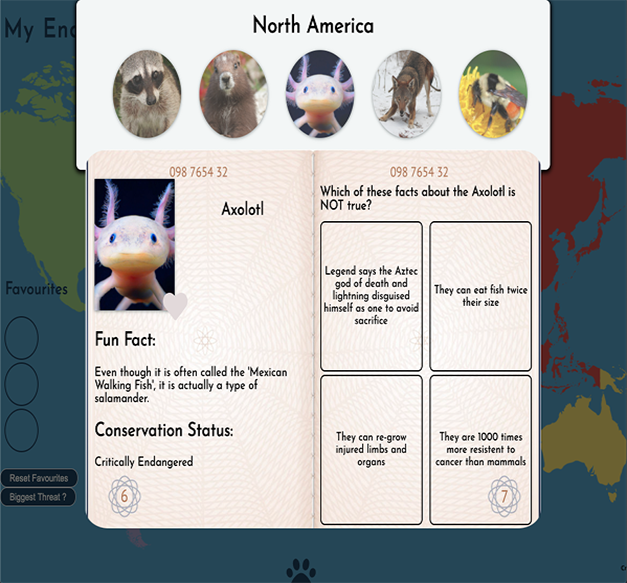 My
North America
098 7654 32
Axolotl
Fun Fact:
Even though it is often called the 'Mexican
Walking Fish', it is actually a type of
salamander.
Conservation Status:
Critically Endangered
6
098 7654 32
Which of these facts about the Axolotl is
NOT true?
Legend says the Aztec
god of death and
lightning disguised
himself as one to avoid
sacrifice
They can eat fish twice
their size
They can re-grow
injured limbs and
organs
They are 1000 times
more resistent to
cancer than mammals
7
Favourites
Reset Favourites
Biggest Threat ?